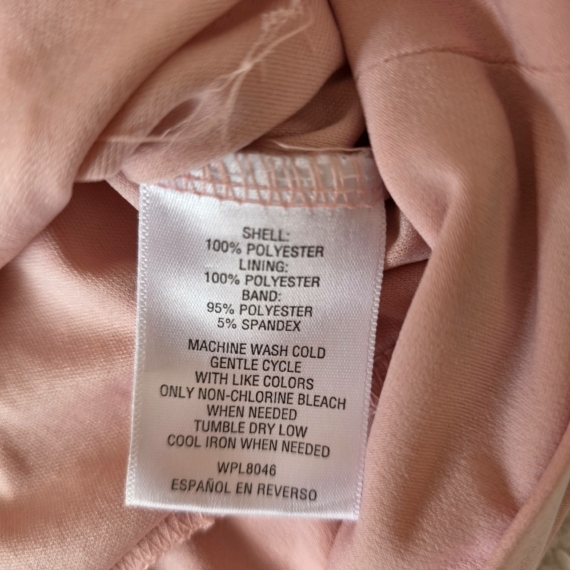 SHELL:
100% POLYESTER
LINING:
100% POLYESTER
BAND:
95% POLYESTER
5% SPANDEX
MACHINE WASH COLD
GENTLE CYCLE
WITH LIKE COLORS
ONLY NON-CHLORINE BLEACH
WHEN NEEDED
TUMBLE DRY LOW
COOL IRON WHEN NEEDED
WPL8046
ESPAÑOL EN REVERSO